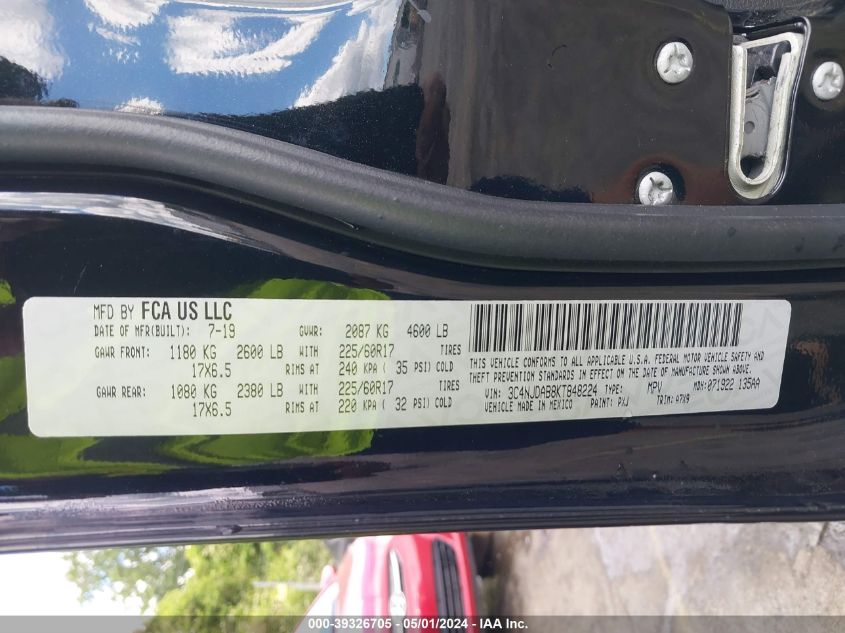 MFD BY FCA US LLC
DATE OF MFR(BUILT): 7-19 GVWR: 2087 KG 4600 LB
GAWR FRONT: 1180 KG 2600 LB WITH 225/60R17 TIRES
17X6.5 RIMS AT 240 KPA ( 35 PSI) COLD
GAWR REAR: 1080 KG 2380 LB WITH 225/60R17 TIRES
17X6.5 RIMS AT 220 KPA ( 32 PSI) COLD
THIS VEHICLE CONFORMS TO ALL APPLICABLE U.S.A. FEDERAL MOTOR VEHICLE SAFETY AND
THEFT PREVENTION STANDARDS IN EFFECT ON THE DATE OF MANUFACTURE SHOWN ABOVE.
VIN: 3C4NJDAB8KT848224 TYPE: MPV MDH: 071922 135AA
VEHICLE MADE IN MEXICO PAINT: PXJ TRIM: A7X9
000-39326705 - 05/01/2024 - IAA Inc.